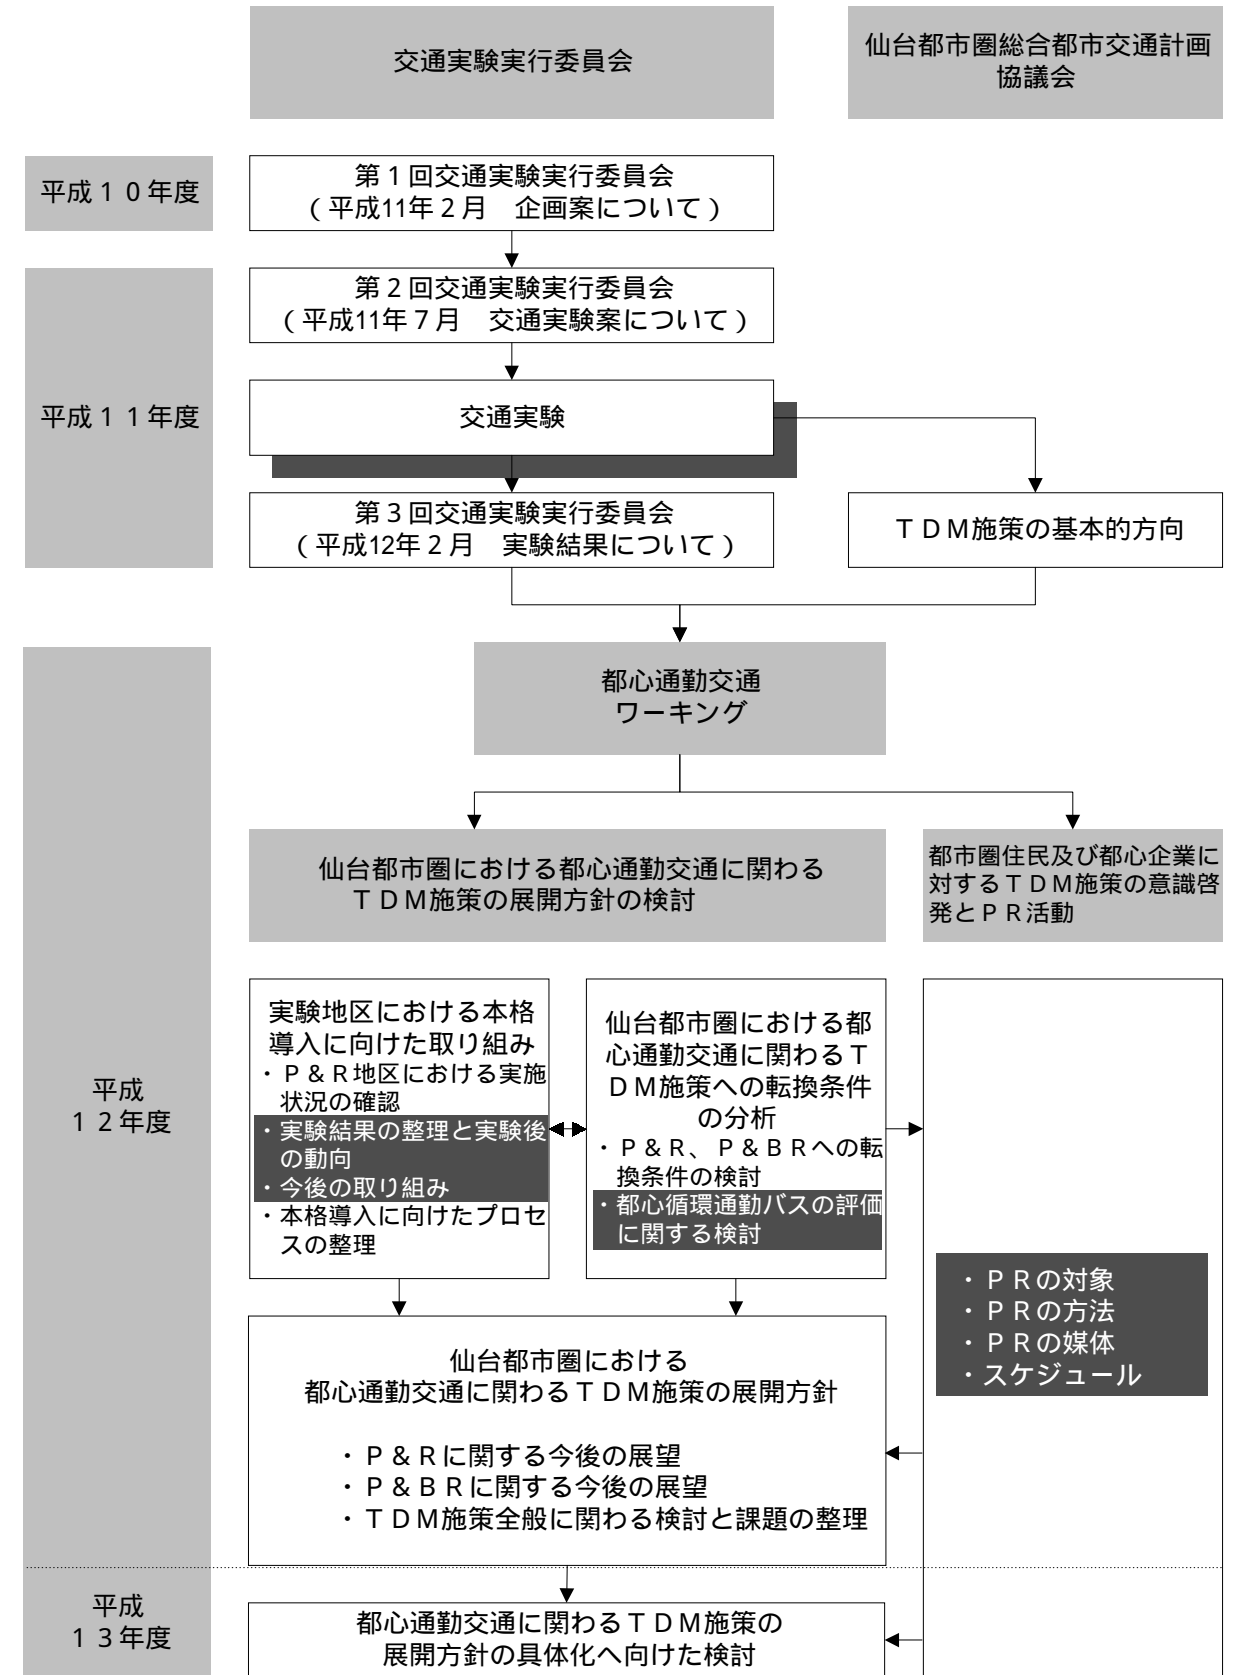 交通実験実行委員会
仙台都市圏総合都市交通計画
協議会
平成１０年度
第１回交通実験実行委員会
（平成11年２月　企画案について）
平成１１年度
第２回交通実験実行委員会
（平成11年７月　交通実験案について）
交通実験
第３回交通実験実行委員会
（平成12年２月　実験結果について）
ＴＤＭ施策の基本的方向
都心通勤交通
ワーキング
仙台都市圏における都心通勤交通に関わる
ＴＤＭ施策の展開方針の検討
都市圏住民及び都心企業に
対するＴＤＭ施策の意識啓
発とＰＲ活動
平成
１２年度
実験地区における本格
導入に向けた取り組み
・Ｐ＆Ｒ地区における実施
状況の確認
・実験結果の整理と実験後
の動向
・今後の取り組み
・本格導入に向けたプロセ
スの整理
仙台都市圏における都
心通勤交通に関わるＴ
ＤＭ施策への転換条件
の分析
・Ｐ＆Ｒ、Ｐ＆ＢＲへの転
換条件の検討
・都心循環通勤バスの評価
に関する検討
・ＰＲの対象
・ＰＲの方法
・ＰＲの媒体
・スケジュール
仙台都市圏における
都心通勤交通に関わるＴＤＭ施策の展開方針
・Ｐ＆Ｒに関する今後の展望
・Ｐ＆ＢＲに関する今後の展望
・ＴＤＭ施策全般に関わる検討と課題の整理
平成
１３年度
都心通勤交通に関わるＴＤＭ施策の
展開方針の具体化へ向けた検討